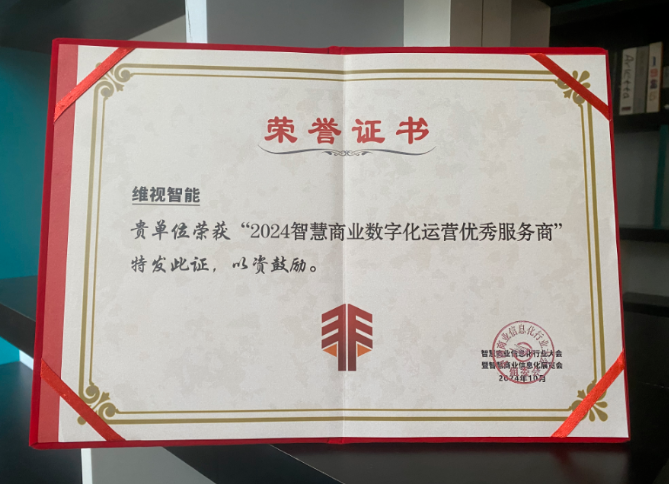 荣誉证书
维视智能
贵单位荣获“2024智慧商业数字化运营优秀服务商”
特发此证，以资鼓励。
智慧商业信息化行业大会
暨智慧商业信息化展览会
2024年10月